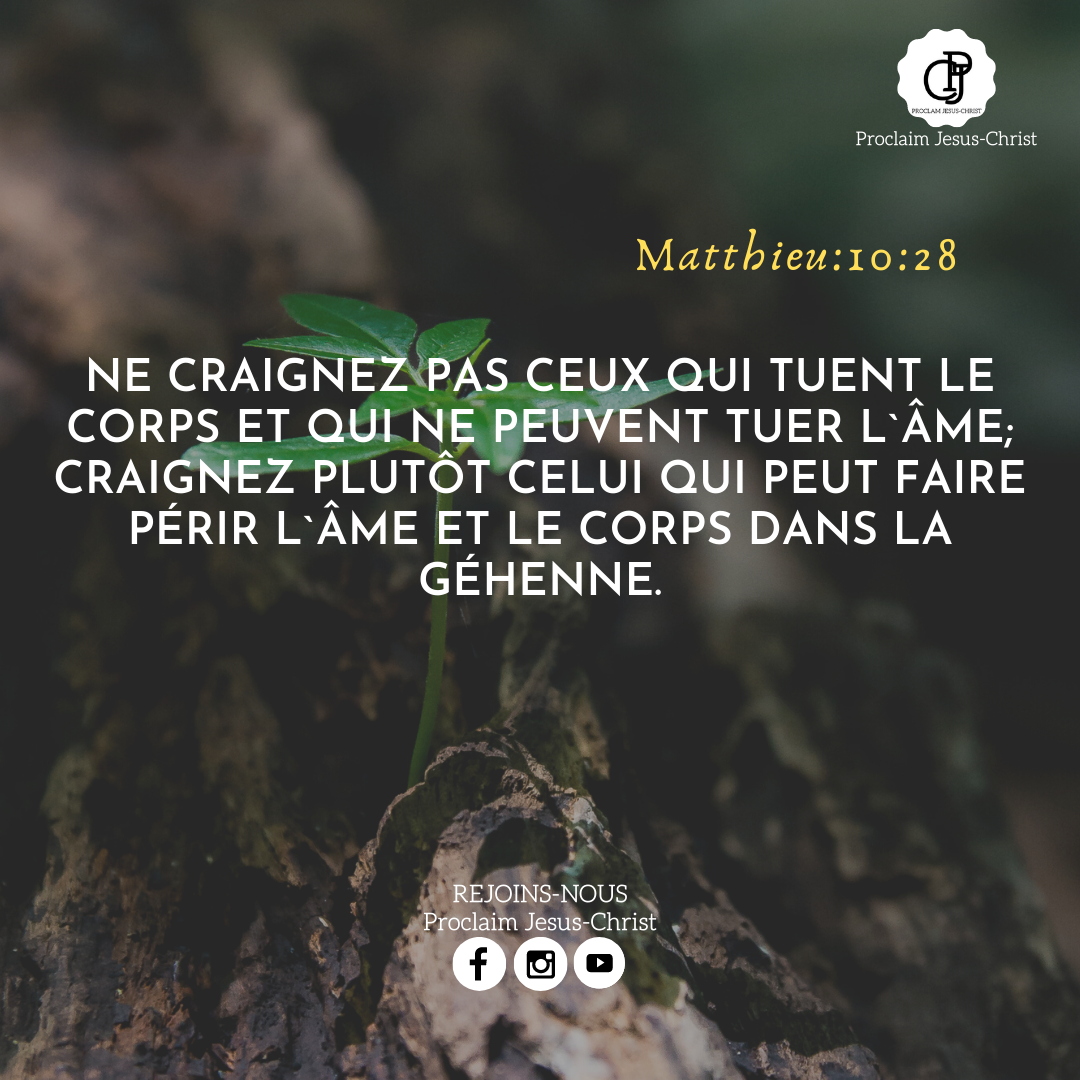 PROCLAM JESUS-CHRIST
Proclaim Jesus-Christ
Matthieu:10:28
NE CRAIGNEZ PAS CEUX QUI TUENT LE
CORPS ET QUI NE PEUVENT TUER L`ÂME;
CRAIGNEZ PLUTÔT CELUI QUI PEUT FAIRE
PÉRIR L`ÂME ET LE CORPS DANS LA
GÉHENNE.
REJOINS-NOUS
Proclaim Jesus-Christ